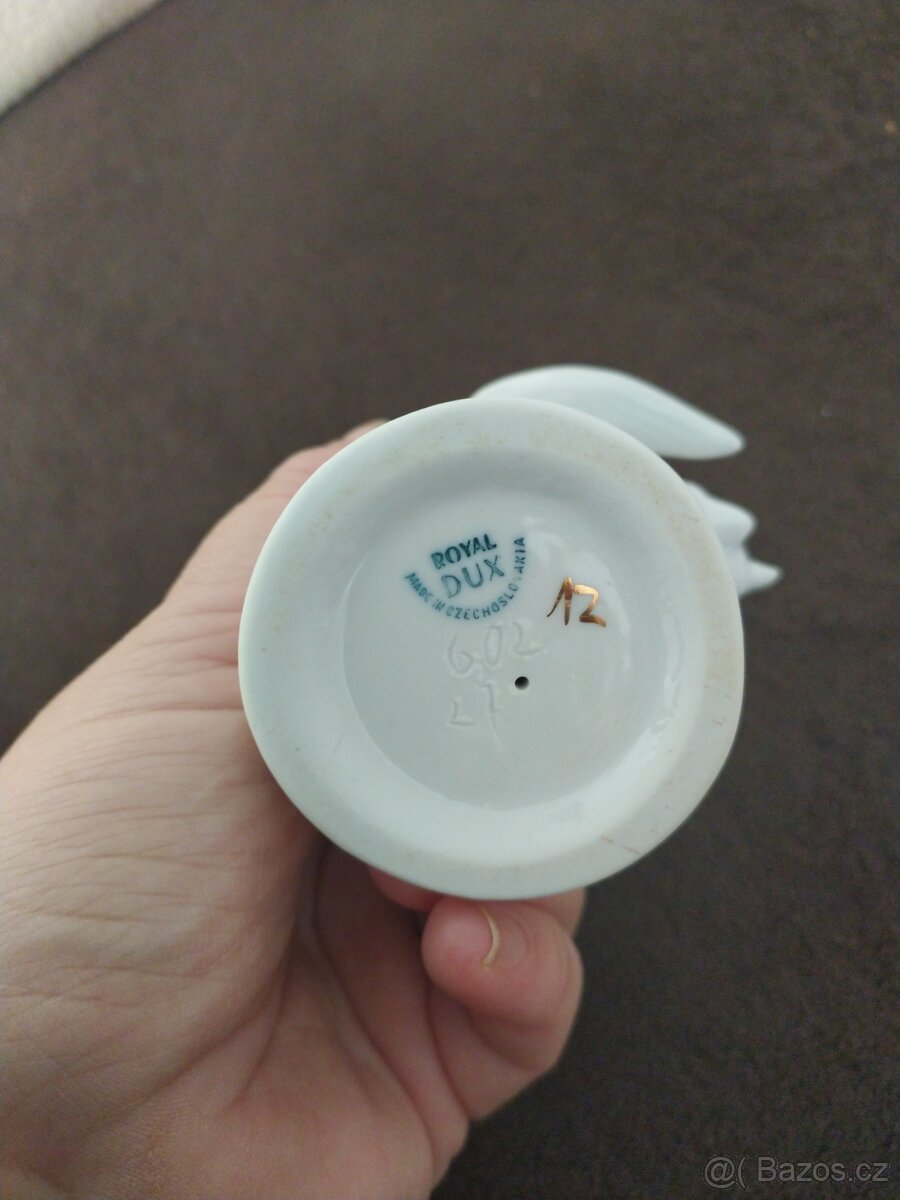 ROYAL
DUX
MADE IN CZECHOSLOVAKIA
12
602
27
@( Bazos.cz